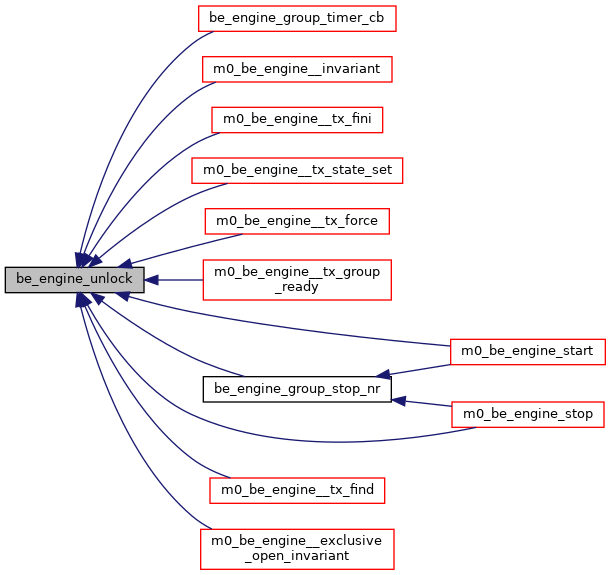 be_engine_group_timer_cb
m0_be_engine__invariant
m0_be_engine__tx_fini
m0_be_engine__tx_state_set
m0_be_engine__tx_force
be_engine_unlock
m0_be_engine__tx_group
_ready
m0_be_engine_start
be_engine_group_stop_nr
m0_be_engine_stop
m0_be_engine__tx_find
m0_be_engine__exclusive
_open_invariant